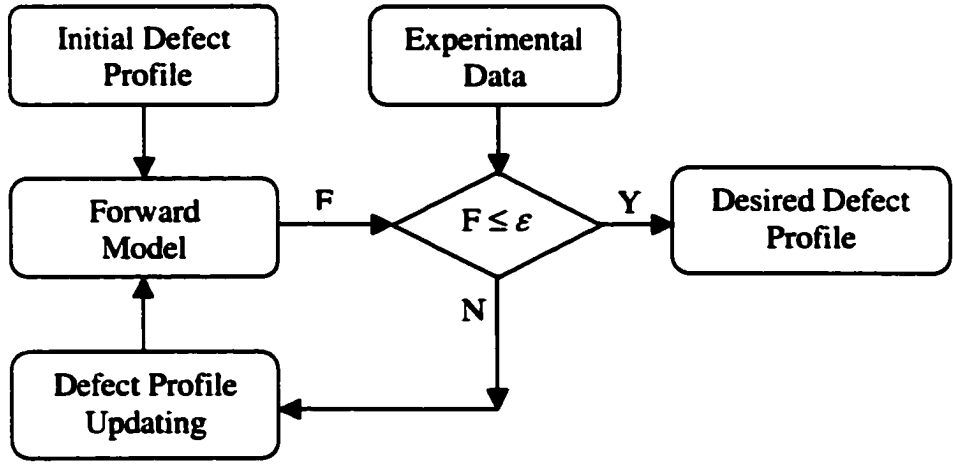 Initial Defect
Profile
Experimental
Data
Forward
Model
F
F ≤ ε
Y
Desired Defect
Profile
N
Defect Profile
Updating